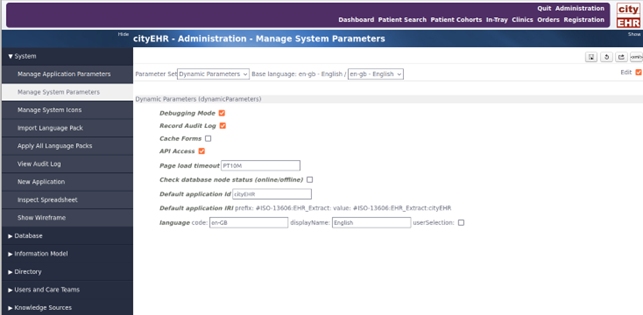 Quit Administration
city
EHR
Dashboard Patient Search Patient Cohorts In-Tray Clinics Orders Registration
Hide
cityEHR - Administration - Manage System Parameters
Show
▼ System
Manage Application Parameters
Manage System Parameters
Manage System Icons
Import Language Pack
Apply All Language Packs
View Audit Log
New Application
Inspect Spreadsheet
Show Wireframe
▶ Database
▶ Information Model
▶ Directory
▶ Users and Care Teams
▶ Knowledge Sources
Parameter Set Dynamic Parameters Base language: en-gb - English / en-gb - English
Edit
Dynamic Parameters (dynamicParameters)
Debugging Mode
Record Audit Log
Cache Forms
API Access
Page load timeout PT10M
Check database node status (online/offline)
Default application Id cityEHR
Default application IRI prefix: #ISO-13606:EHR_Extract: value: #ISO-13606:EHR_Extract:cityEHR
language code: en-GB displayName: English userSelection: